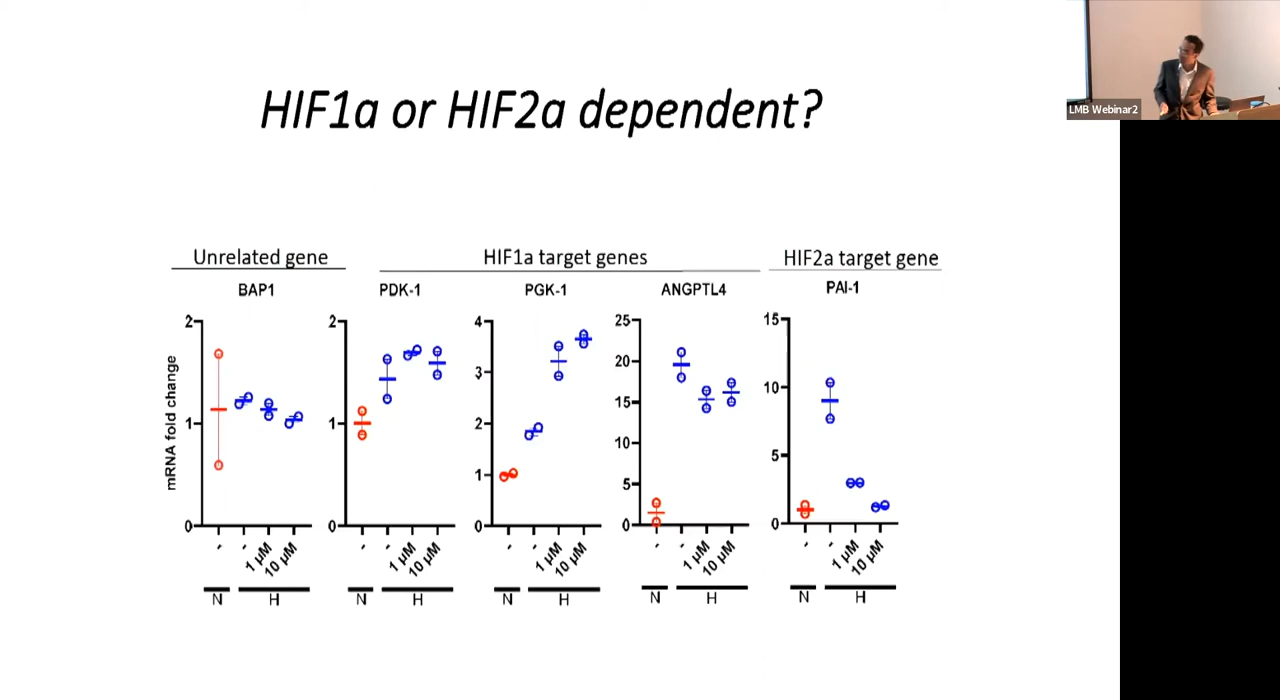 LMB Webinar2
HIF1a or HIF2a dependent?
Unrelated gene
HIF1a target genes
HIF2a target gene
BAP1
PDK-1
PGK-1
ANGPTL4
PAI-1
mRNA fold change
2
1
0
- - 1 µM 10 µM
N H
2
1
0
- - 1 µM 10 µM
N H
4
3
2
1
0
- - 1 µM 10 µM
N H
25
20
15
10
5
0
- - 1 µM 10 µM
N H
15
10
5
0
- - 1 µM 10 µM
N H